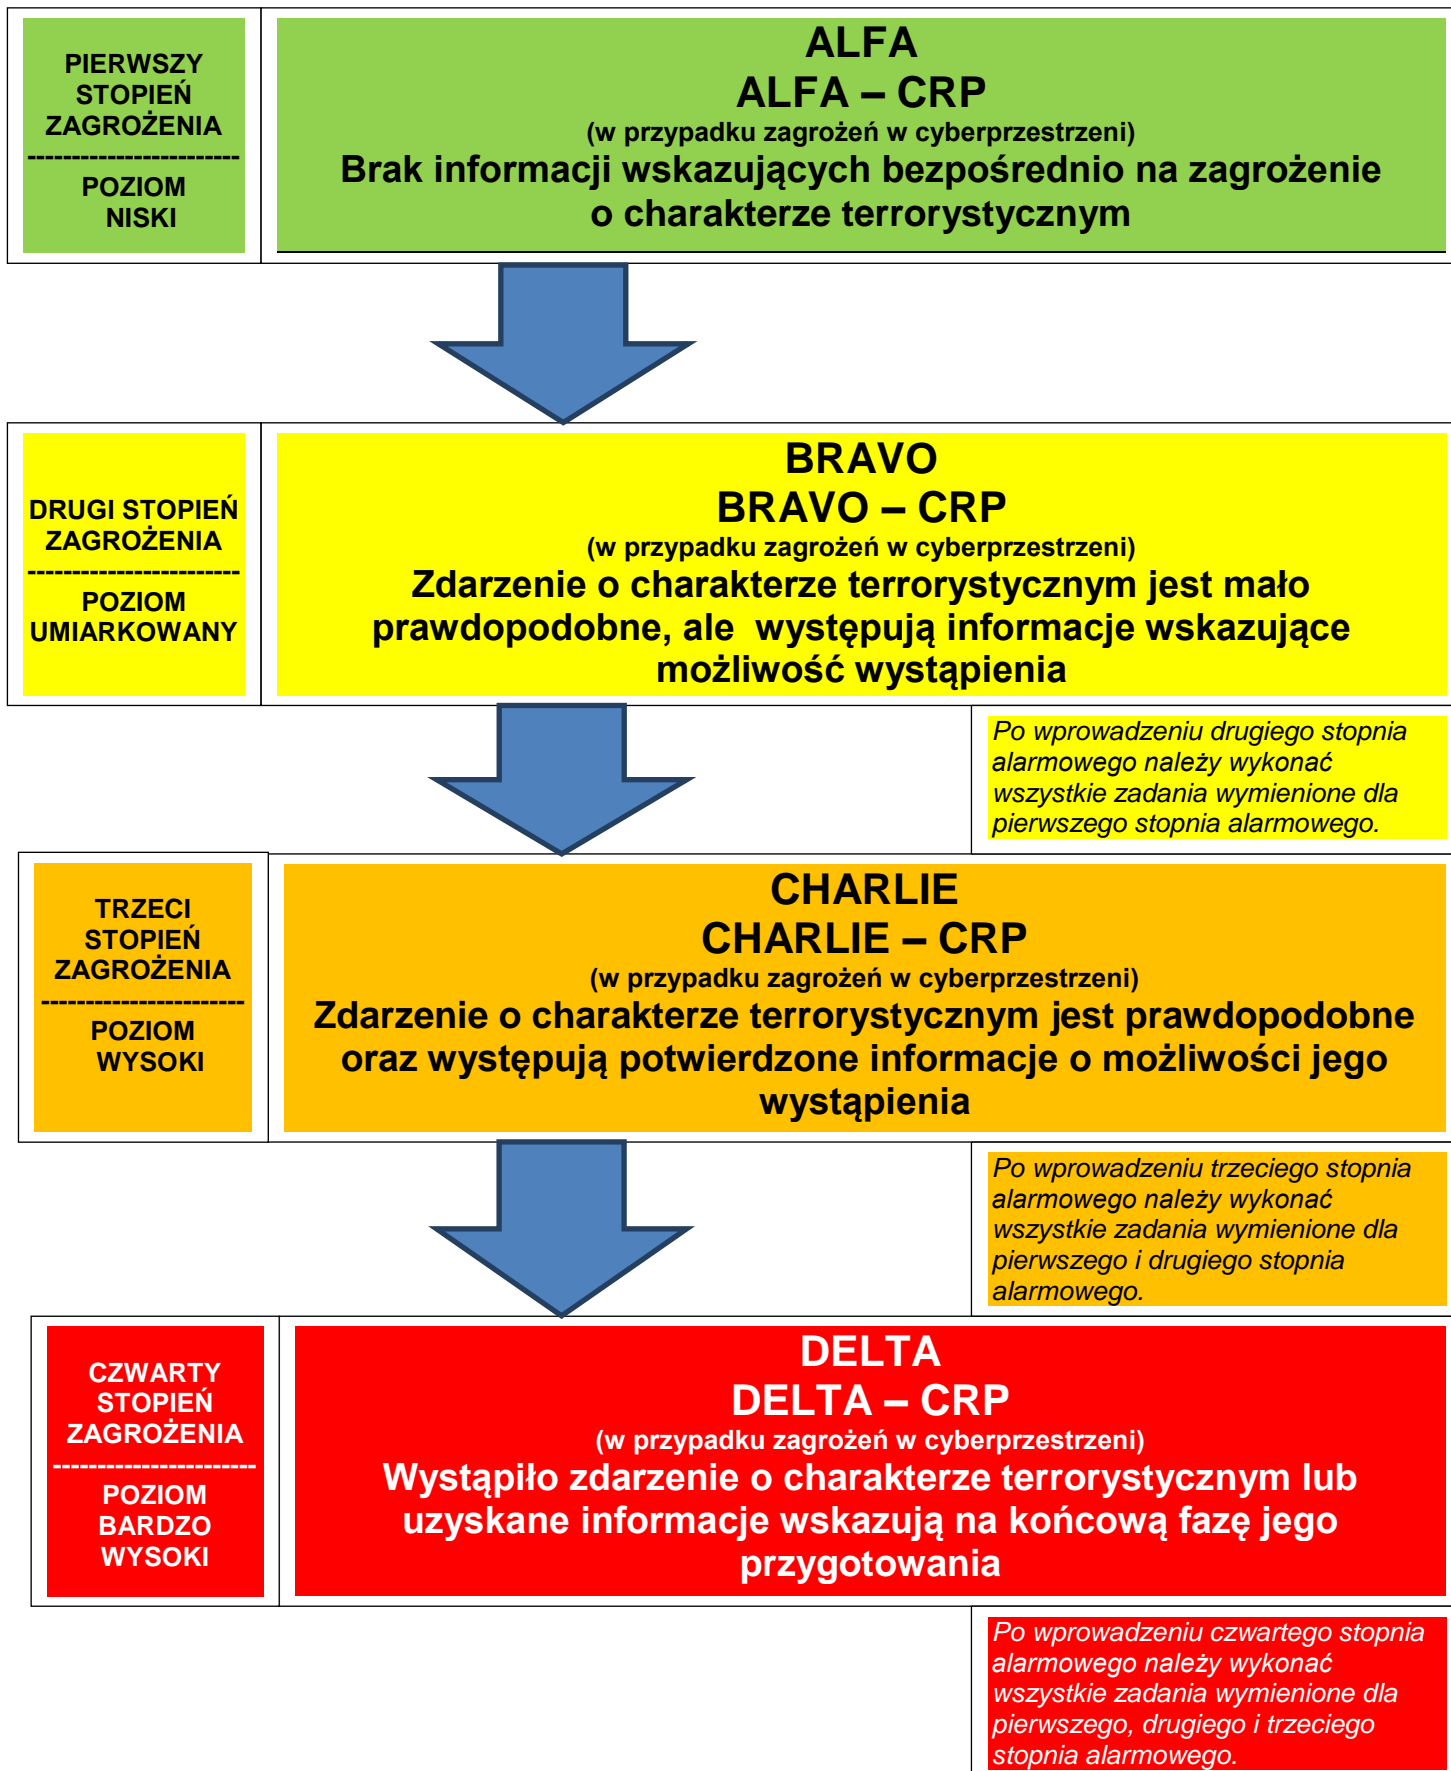 PIERWSZY
STOPIEŃ
ZAGROŻENIA
------------------------
POZIOM
NISKI
ALFA
ALFA – CRP
(w przypadku zagrożeń w cyberprzestrzeni)
Brak informacji wskazujących bezpośrednio na zagrożenie
o charakterze terrorystycznym
DRUGI STOPIEŃ
ZAGROŻENIA
------------------------
POZIOM
UMIARKOWANY
BRAVO
BRAVO – CRP
(w przypadku zagrożeń w cyberprzestrzeni)
Zdarzenie o charakterze terrorystycznym jest mało
prawdopodobne, ale  występują informacje wskazujące
możliwość wystąpienia
Po wprowadzeniu drugiego stopnia
alarmowego należy wykonać
wszystkie zadania wymienione dla
pierwszego stopnia alarmowego.
TRZECI
STOPIEŃ
ZAGROŻENIA
-----------------------
POZIOM
WYSOKI
CHARLIE
CHARLIE – CRP
(w przypadku zagrożeń w cyberprzestrzeni)
Zdarzenie o charakterze terrorystycznym jest prawdopodobne
oraz występują potwierdzone informacje o możliwości jego
wystąpienia
Po wprowadzeniu trzeciego stopnia
alarmowego należy wykonać
wszystkie zadania wymienione dla
pierwszego i drugiego stopnia
alarmowego.
CZWARTY
STOPIEŃ
ZAGROŻENIA
-----------------------
POZIOM
BARDZO
WYSOKI
DELTA
DELTA – CRP
(w przypadku zagrożeń w cyberprzestrzeni)
Wystąpiło zdarzenie o charakterze terrorystycznym lub
uzyskane informacje wskazują na końcową fazę jego
przygotowania
Po wprowadzeniu czwartego stopnia
alarmowego należy wykonać
wszystkie zadania wymienione dla
pierwszego, drugiego i trzeciego
stopnia alarmowego.